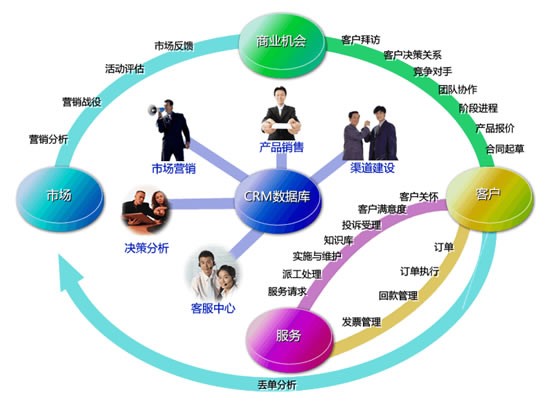 商业机会
市场反馈
活动评估
营销战役
营销分析
市场
客户拜访
客户决策关系
竞争对手
团队协作
阶段进程
产品报价
合同起草
客户
市场营销
产品销售
渠道建设
CRM数据库
决策分析
客服中心
客户关怀
客户满意度
投诉受理
知识库
实施与维护
派工处理
服务请求
服务
订单
订单执行
回款管理
发票管理
丢单分析